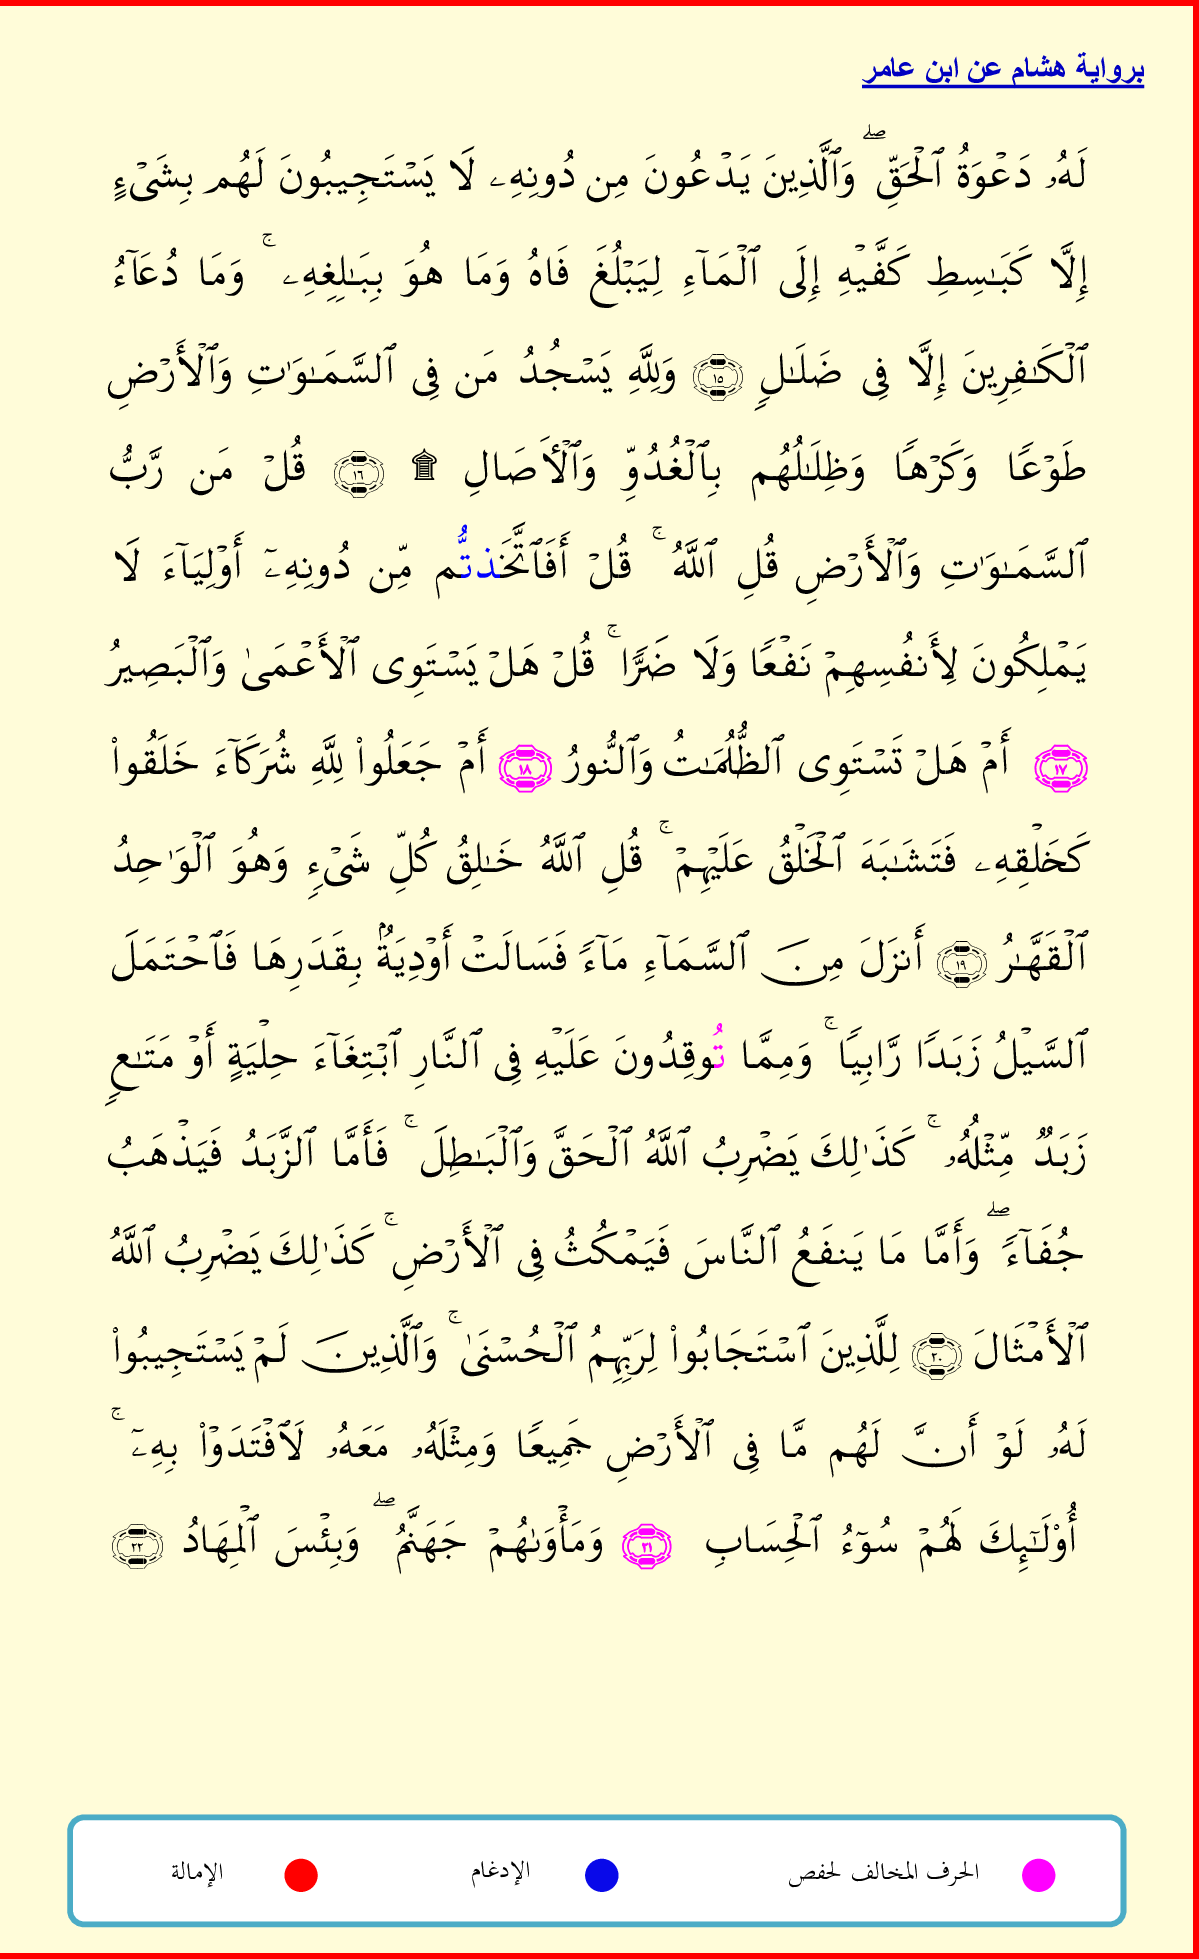 برواية هشام عن ابن عامر
لَهُۥ دَعۡوَةُ ٱلۡحَقِّۖ وَٱلَّذِينَ يَدۡعُونَ مِن دُونِهِۦ لَا يَسۡتَجِيبُونَ لَهُم بِشَىۡءٍ
إِلَّا كَبَٰسِطِ كَفَّيۡهِ إِلَى ٱلۡمَآءِ لِيَبۡلُغَ فَاهُ وَمَا هُوَ بِبَٰلِغِهِۦۚ وَمَا دُعَآءُ
ٱلۡكَٰفِرِينَ إِلَّا فِى ضَلَٰلٍ ١٥ وَلِلَّهِ يَسۡجُدُ مَن فِى ٱلسَّمَٰوَٰتِ وَٱلۡأَرۡضِ
طَوۡعًا وَكَرۡهًا وَظِلَٰلُهُم بِٱلۡغُدُوِّ وَٱلۡأٓصَالِ ۩ ١٦ قُلۡ مَن رَّبُّ
ٱلسَّمَٰوَٰتِ وَٱلۡأَرۡضِ قُلِ ٱللَّهُۚ قُلۡ أَفَٱتَّخَذتُّم مِّن دُونِهِۦٓ أَوۡلِيَآءَ لَا
يَمۡلِكُونَ لِأَنفُسِهِمۡ نَفۡعًا وَلَا ضَرًّاۚ قُلۡ هَلۡ يَسۡتَوِى ٱلۡأَعۡمَىٰ وَٱلۡبَصِيرُ
١٧ أَمۡ هَلۡ تَسۡتَوِى ٱلظُّلُمَٰتُ وَٱلنُّورُ ١٨ أَمۡ جَعَلُواْ لِلَّهِ شُرَكَآءَ خَلَقُواْ
كَخَلۡقِهِۦ فَتَشَٰبَهَ ٱلۡخَلۡقُ عَلَيۡهِمۡۚ قُلِ ٱللَّهُ خَٰلِقُ كُلِّ شَىۡءٍ وَهُوَ ٱلۡوَٰحِدُ
ٱلۡقَهَّٰرُ ١٩ أَنزَلَ مِنَ ٱلسَّمَآءِ مَآءً فَسَالَتۡ أَوۡدِيَةُۢ بِقَدَرِهَا فَٱحۡتَمَلَ
ٱلسَّيۡلُ زَبَدًا رَّابِيًاۚ وَمِمَّا تُوقِدُونَ عَلَيۡهِ فِى ٱلنَّارِ ٱبۡتِغَآءَ حِلۡيَةٍ أَوۡ مَتَٰعٍ
زَبَدٌ مِّثۡلُهُۥۚ كَذَٰلِكَ يَضۡرِبُ ٱللَّهُ ٱلۡحَقَّ وَٱلۡبَٰطِلَۚ فَأَمَّا ٱلزَّبَدُ فَيَذۡهَبُ
جُفَآءًۖ وَأَمَّا مَا يَنفَعُ ٱلنَّاسَ فَيَمۡكُثُ فِى ٱلۡأَرۡضِۚ كَذَٰلِكَ يَضۡرِبُ ٱللَّهُ
ٱلۡأَمۡثَالَ ٢٠ لِلَّذِينَ ٱسۡتَجَابُواْ لِرَبِّهِمُ ٱلۡحُسۡنَىٰۚ وَٱلَّذِينَ لَمۡ يَسۡتَجِيبُواْ
لَهُۥ لَوۡ أَنَّ لَهُم مَّا فِى ٱلۡأَرۡضِ جَمِيعًا وَمِثۡلَهُۥ مَعَهُۥ لَٱفۡتَدَوۡاْ بِهِۦٓۚ
أُوْلَٰٓئِكَ لَهُمۡ سُوٓءُ ٱلۡحِسَابِ ٢١ وَمَأۡوَىٰهُمۡ جَهَنَّمُۖ وَبِئۡسَ ٱلۡمِهَادُ ٢٢
الحرف المخالف لحفص الإدغام الإمالة